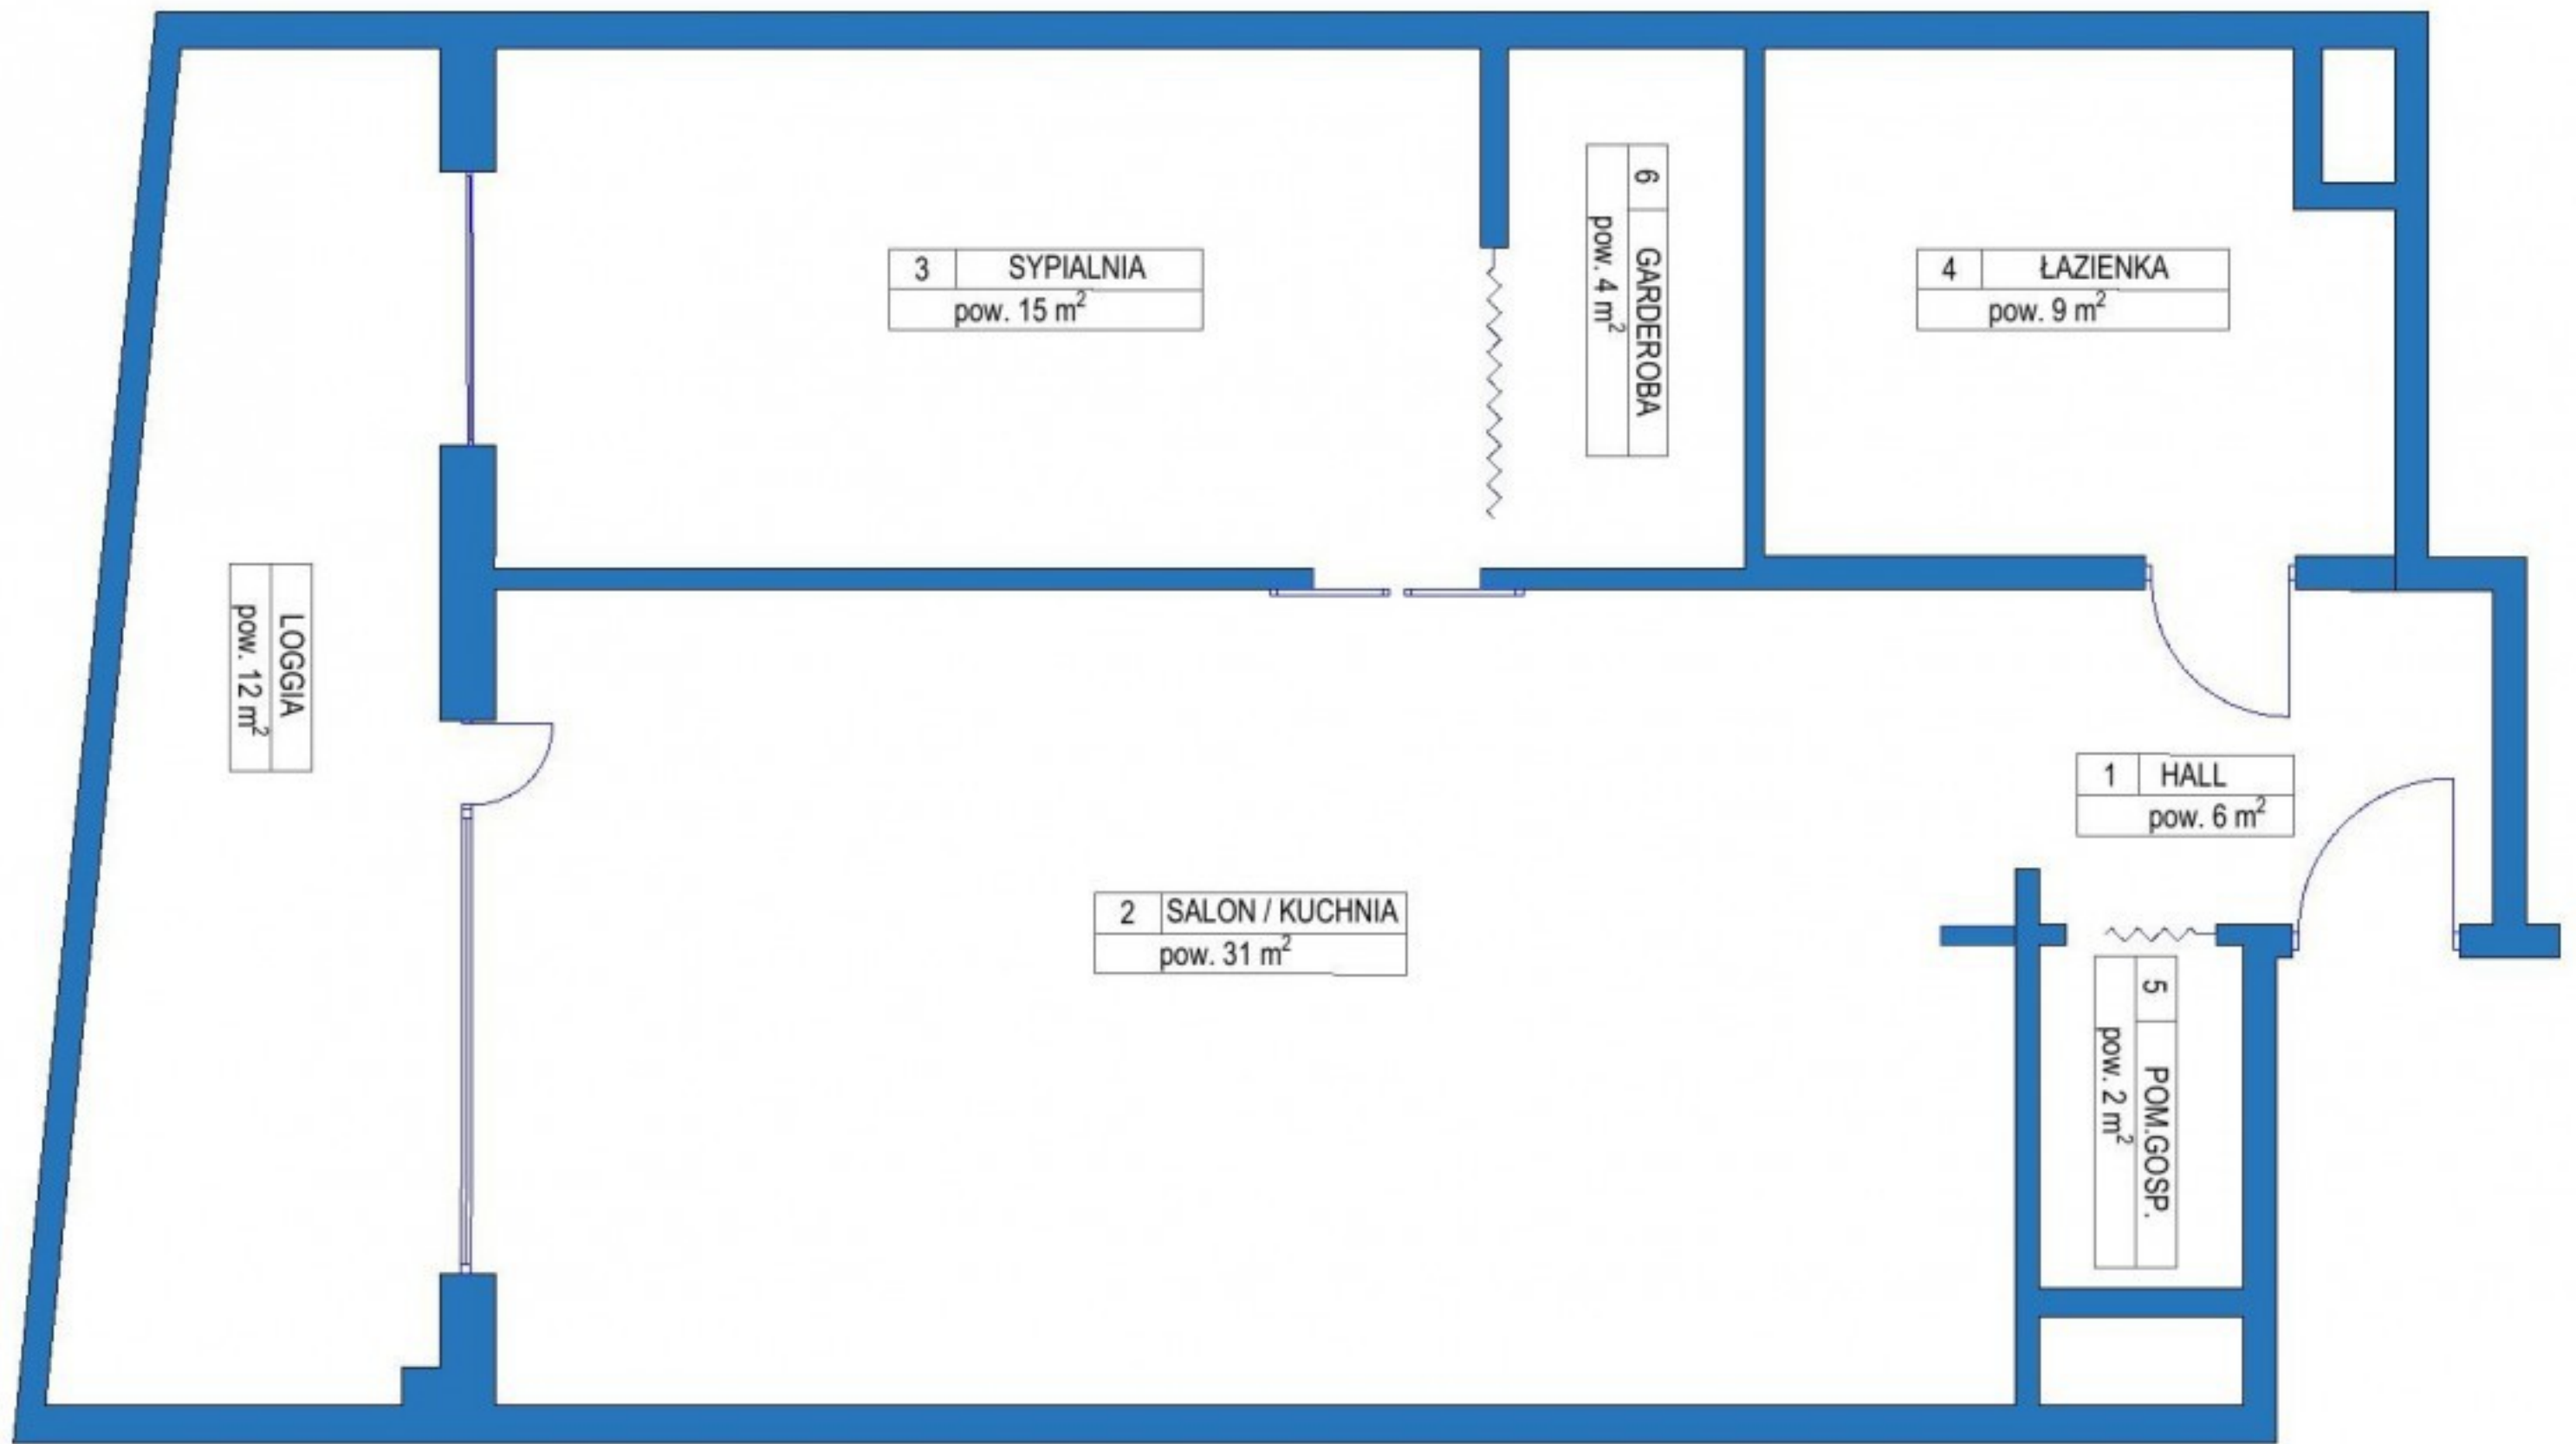 3 SYPIALNIA
pow. 15 m²
6 GARDEROBA
pow. 4 m²
4 ŁAZIENKA
pow. 9 m²
LOGGIA
pow. 12 m²
1 HALL
pow. 6 m²
2 SALON / KUCHNIA
pow. 31 m²
5 POM.GOSP.
pow. 2 m²